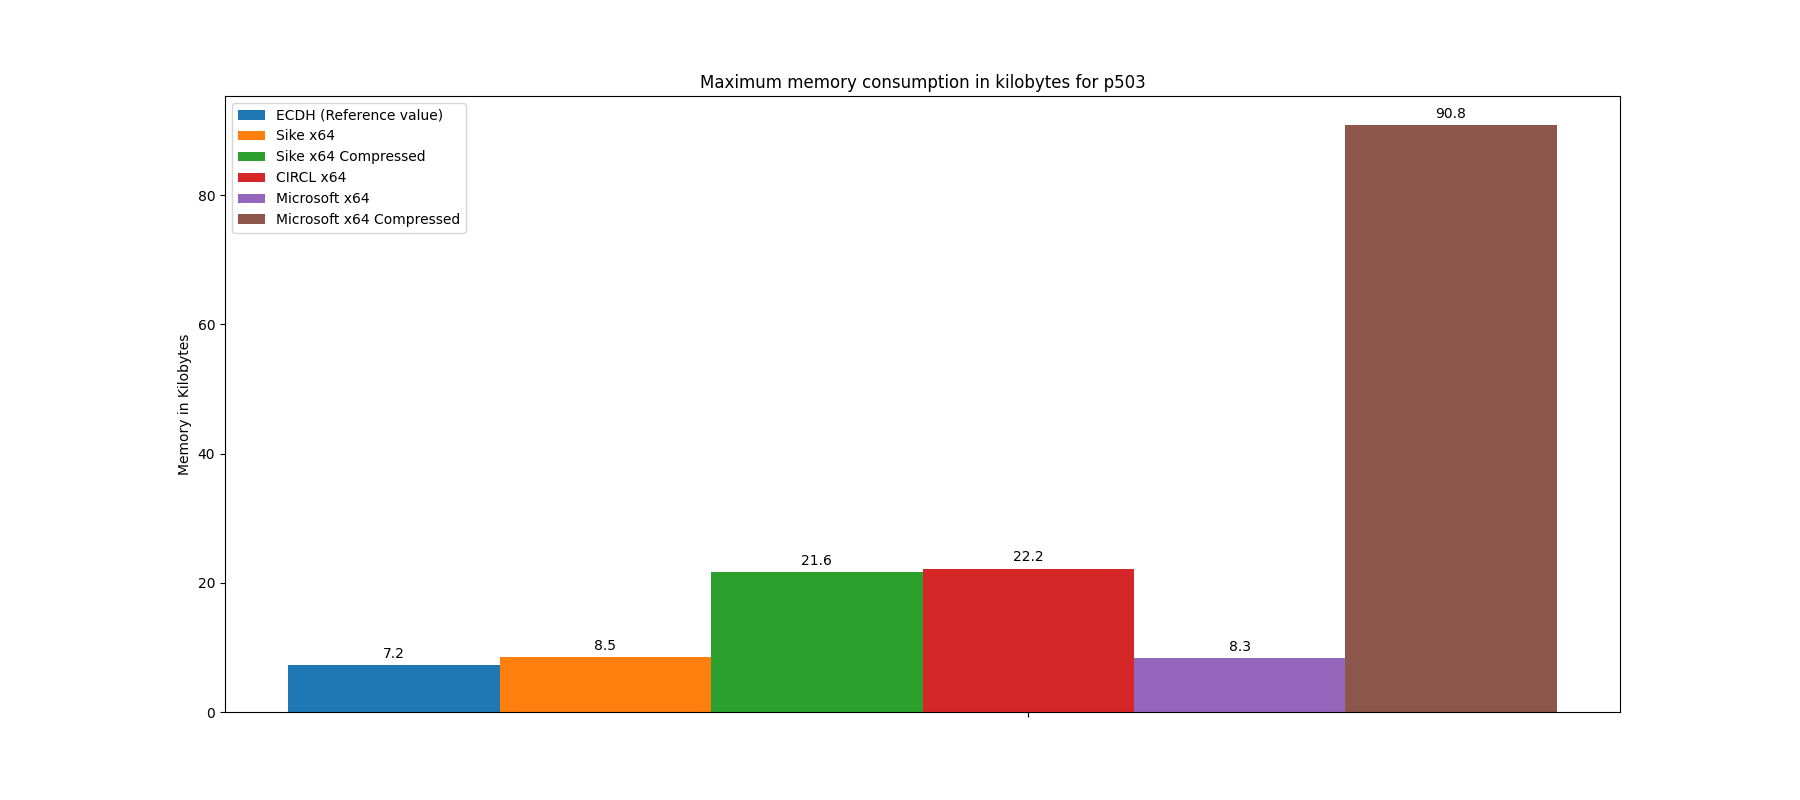 Maximum memory consumption in kilobytes for p503
ECDH (Reference value)
Sike x64
Sike x64 Compressed
CIRCL x64
Microsoft x64
Microsoft x64 Compressed
Memory in Kilobytes
80
60
40
20
0
7.2
8.5
21.6
22.2
8.3
90.8